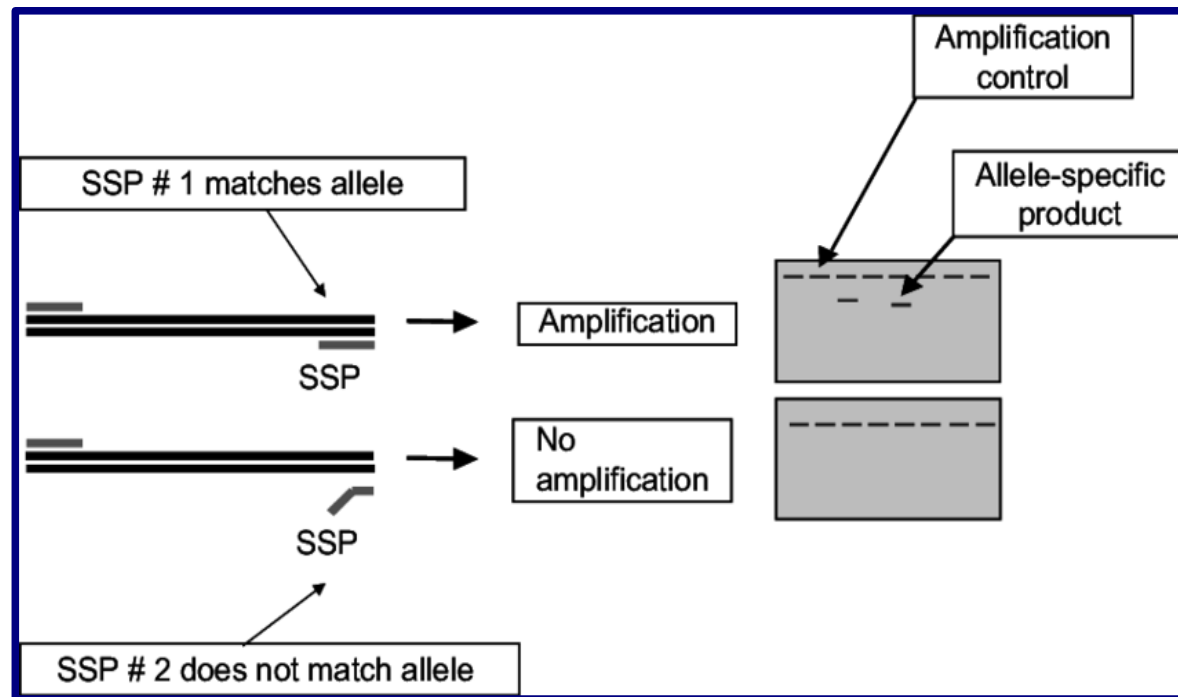 Amplification
control
SSP # 1 matches allele
Allele-specific
product
Amplification
SSP
No
amplification
SSP
SSP # 2 does not match allele